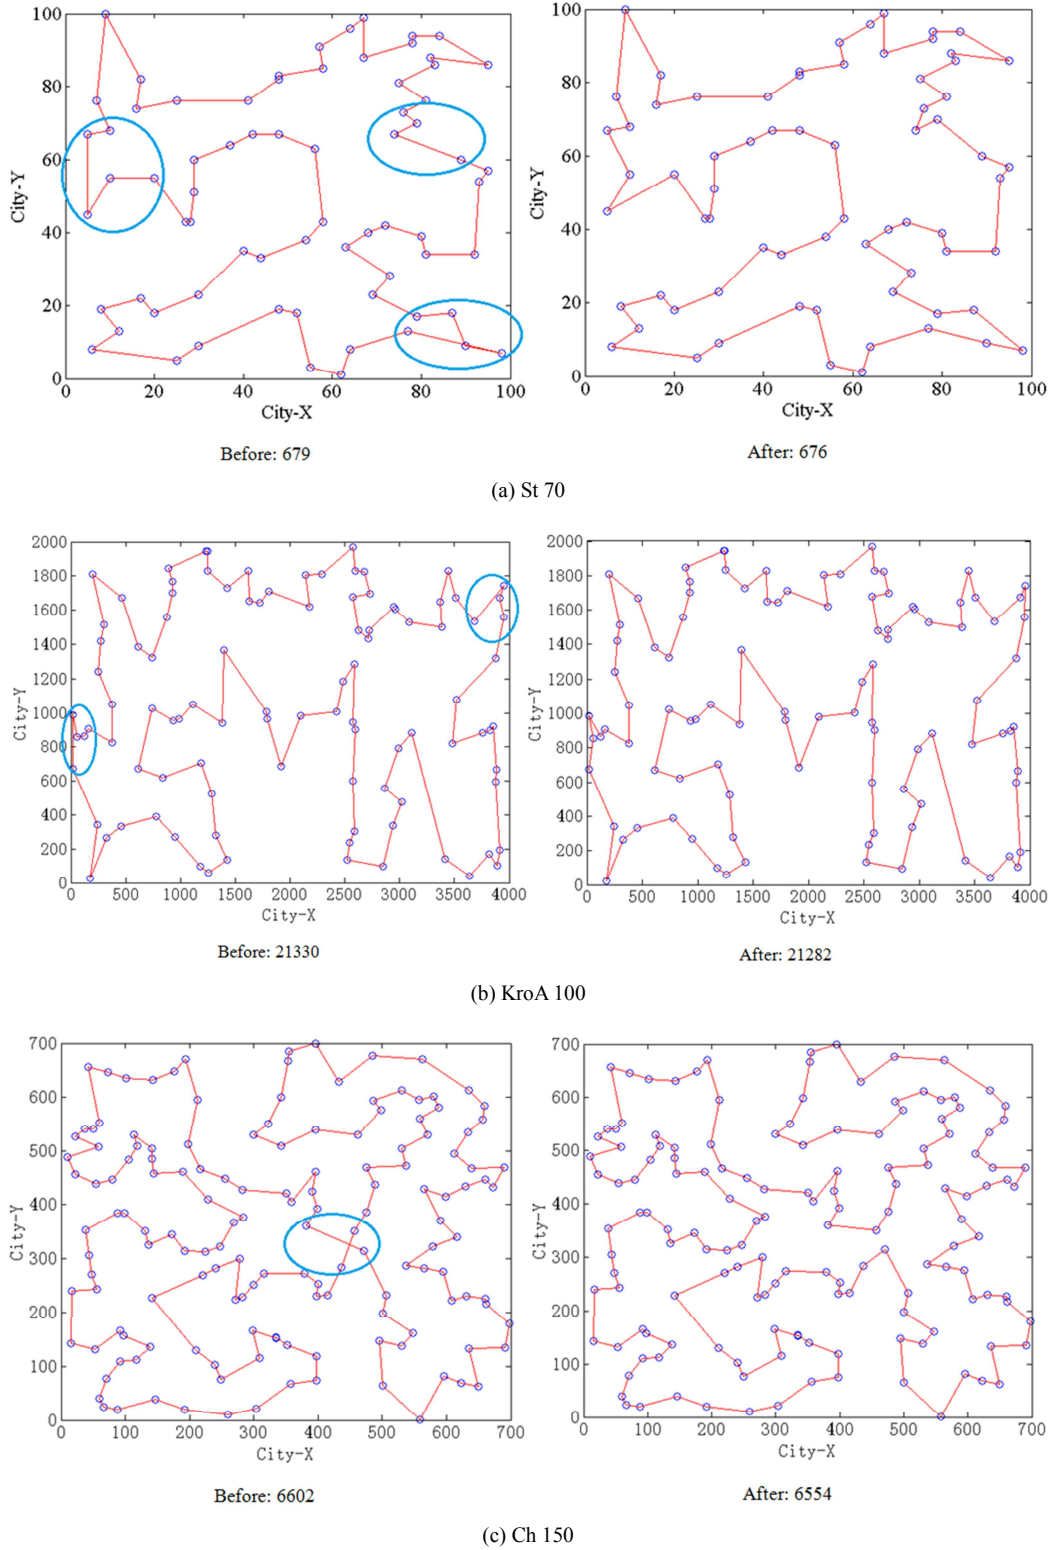 100
80
60
40
20
0
City-Y
0 20 40 60 80 100
City-X
Before: 679
100
80
60
40
20
0
City-Y
0 20 40 60 80 100
City-X
After: 676
(a) St 70
2000
1800
1600
1400
1200
1000
800
600
400
200
0
City-Y
0 500 1000 1500 2000 2500 3000 3500 4000
City-X
Before: 21330
2000
1800
1600
1400
1200
1000
800
600
400
200
0
City-Y
0 500 1000 1500 2000 2500 3000 3500 4000
City-X
After: 21282
(b) KroA 100
700
600
500
400
300
200
100
0
City-Y
0 100 200 300 400 500 600 700
City-X
Before: 6602
700
600
500
400
300
200
100
0
City-Y
0 100 200 300 400 500 600 700
City-X
After: 6554
(c) Ch 150